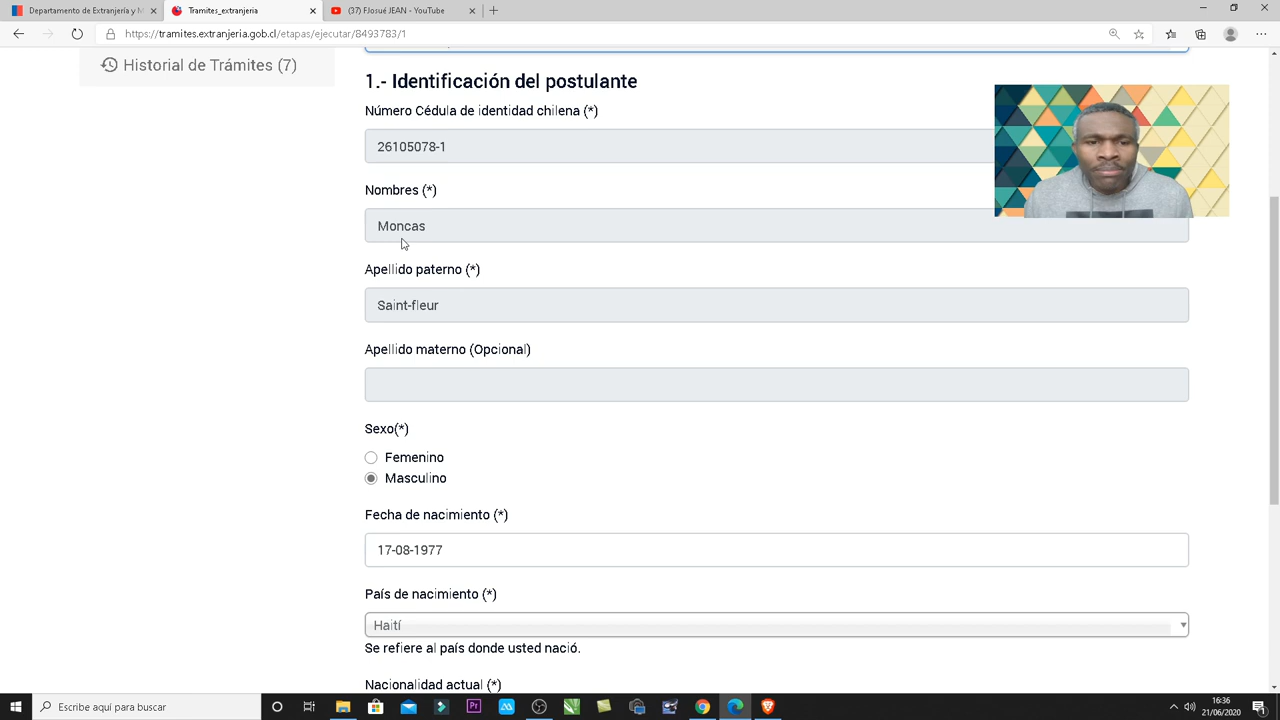 Departamento de Extranjería y M
Tramites_extranjeria
(37) FJosué JEAN - YouTube
https://tramites.extranjeria.gob.cl/etapas/ejecutar/8493783/1
Historial de Trámites (7)
1.- Identificación del postulante
Número Cédula de identidad chilena (*)
26105078-1
Nombres (*)
Moncas
Apellido paterno (*)
Saint-fleur
Apellido materno (Opcional)
Sexo(*)
Femenino
Masculino
Fecha de nacimiento (*)
17-08-1977
País de nacimiento (*)
Haití
Se refiere al país donde usted nació.
Nacionalidad actual (*)
Escribe aquí para buscar
Pr
16:36
21/06/2020